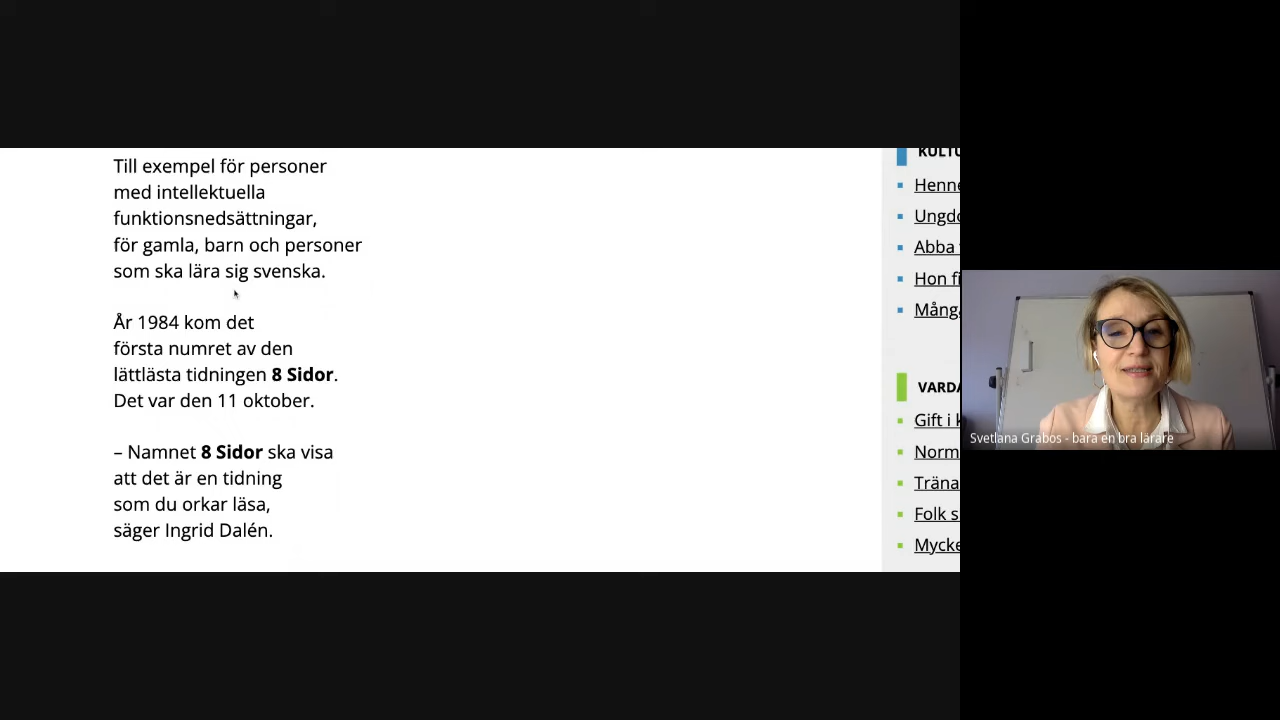 Till exempel för personer
med intellektuella
funktionsnedsättningar,
för gamla, barn och personer
som ska lära sig svenska.
År 1984 kom det
första numret av den
lättlästa tidningen 8 Sidor.
Det var den 11 oktober.
– Namnet 8 Sidor ska visa
att det är en tidning
som du orkar läsa,
säger Ingrid Dalén.
KULTU
Henne
Ungdo
Abba
Hon fi
Många
VARDA
Gift i k
Norm
Träna
Folk s
Mycke
Svetlana Grabos - bara en bra lärare